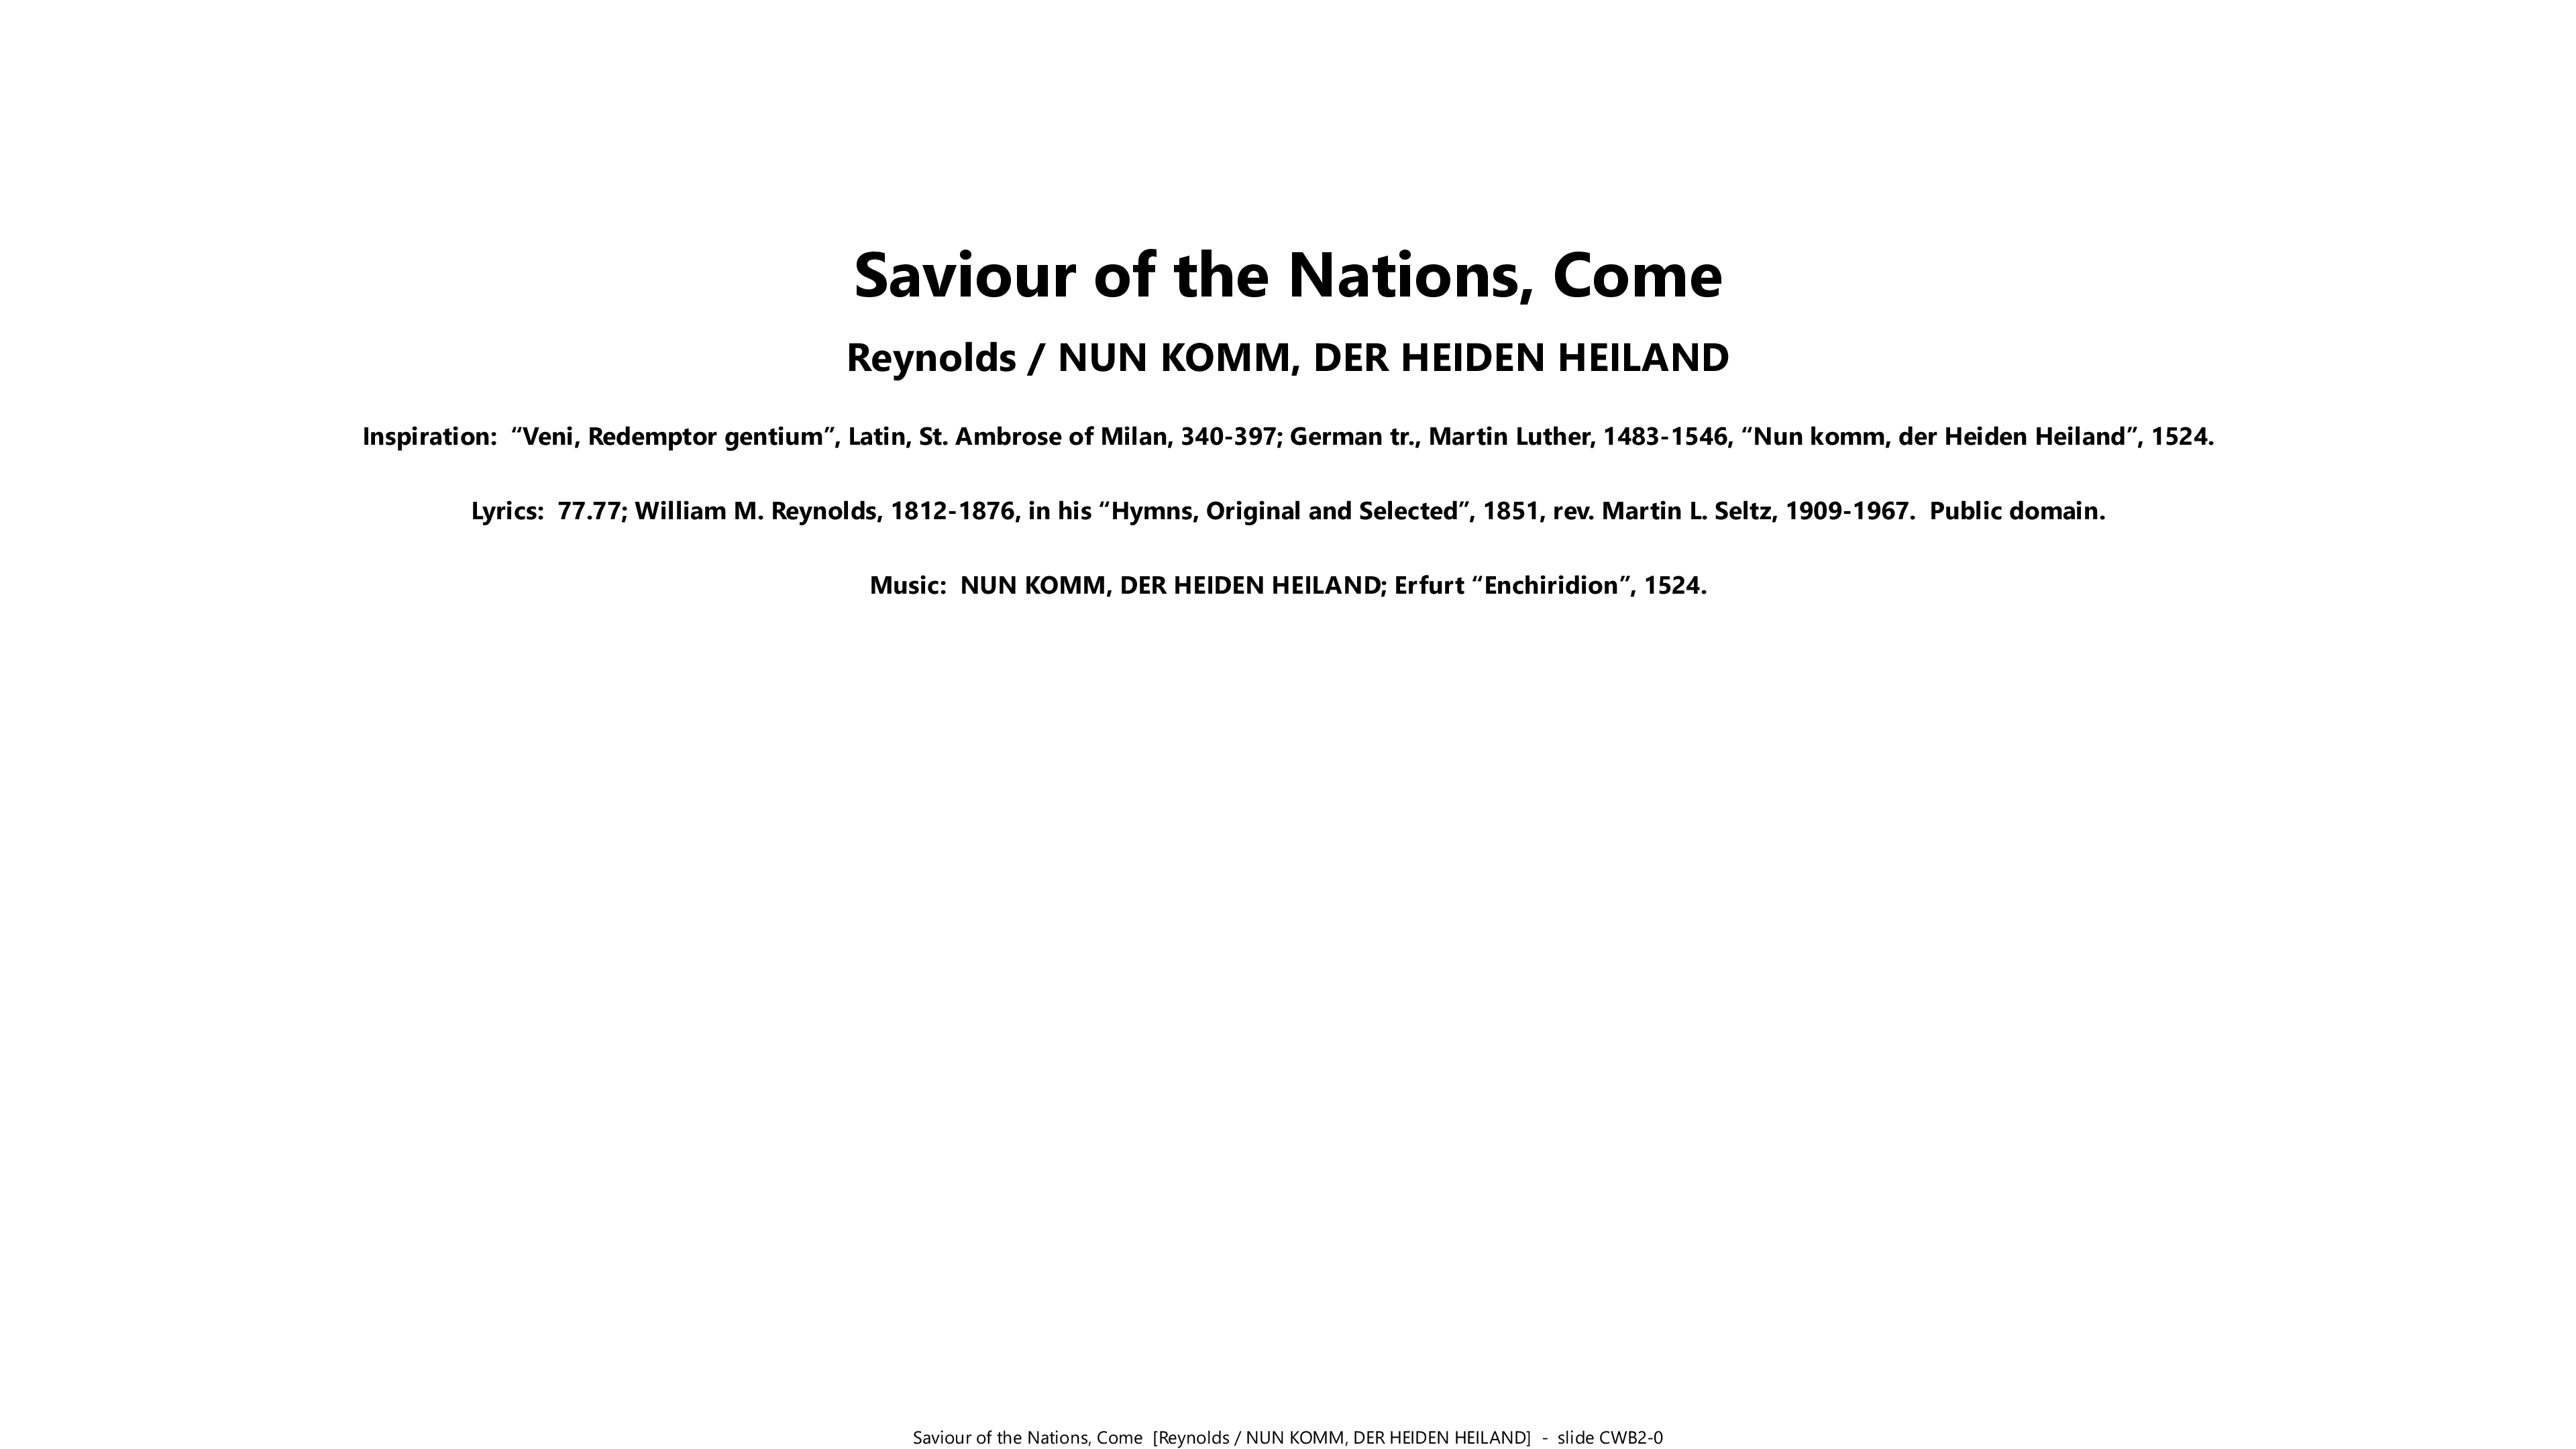 Saviour of the Nations, Come
Reynolds / NUN KOMM, DER HEIDEN HEILAND
Inspiration:  “Veni, Redemptor gentium”, Latin, St. Ambrose of Milan, 340-397; German tr., Martin Luther, 1483-1546, “Nun komm, der Heiden Heiland”, 1524.
Lyrics:  77.77; William M. Reynolds, 1812-1876, in his “Hymns, Original and Selected”, 1851, rev. Martin L. Seltz, 1909-1967.  Public domain.
Music:  NUN KOMM, DER HEIDEN HEILAND; Erfurt “Enchiridion”, 1524.
Saviour of the Nations, Come  [Reynolds / NUN KOMM, DER HEIDEN HEILAND]  -  slide CWB2-0